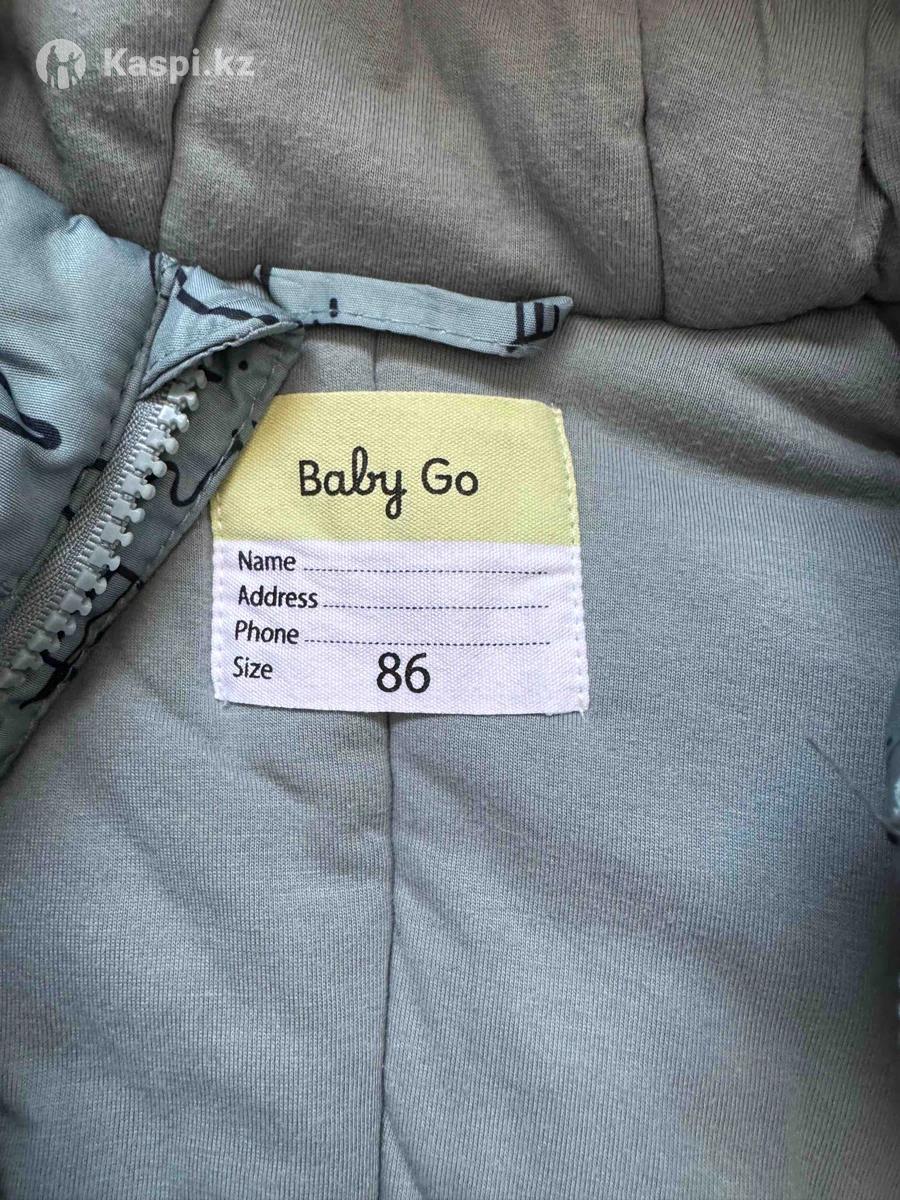 Kaspi.kz
Baby Go
Name
Address
Phone
Size 86